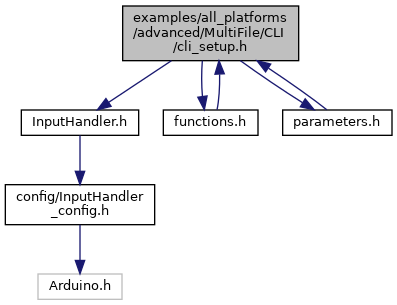 examples/all_platforms
/advanced/MultiFile/CLI
/cli_setup.h
InputHandler.h
functions.h
parameters.h
config/InputHandler
_config.h
Arduino.h